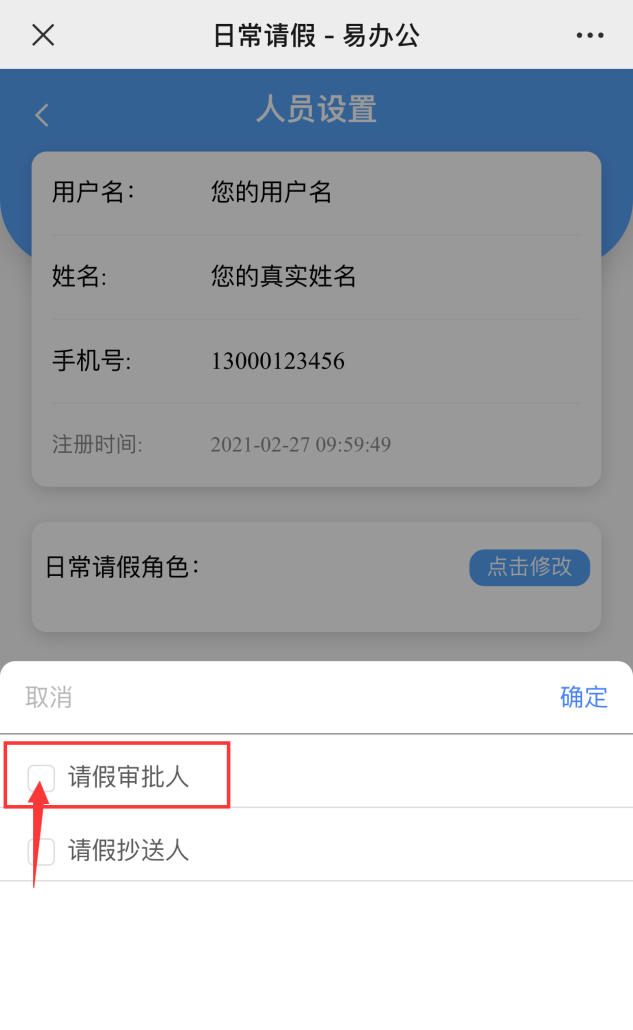 日常请假 - 易办公
人员设置
用户名： 您的用户名
姓名: 您的真实姓名
手机号: 13000123456
注册时间: 2021-02-27 09:59:49
日常请假角色： 点击修改
取消 确定
请假审批人
请假抄送人